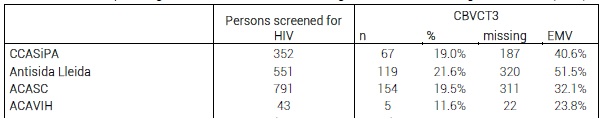 Persons screened for HIV CBVCT3
n % missing EMV
CCASiPA 352 67 19.0% 187 40.6%
Antisida Lleida 551 119 21.6% 320 51.5%
ACASC 791 154 19.5% 311 32.1%
ACAVIH 43 5 11.6% 22 23.8%